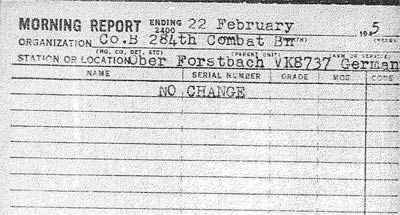 MORNING REPORT ENDING 2400 22 February 1945
ORGANIZATION Co.B 284th Combat Bn
(HQ, CO, DET, ETC) (PARENT UNIT) (ARM OR SERVICE)
STATION OR LOCATION Ober Forstbach VK8737 German
NAME SERIAL NUMBER GRADE MOS CODE
NO CHANGE